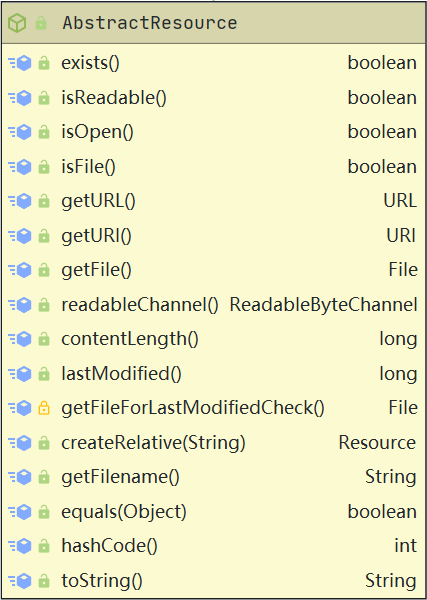 AbstractResource
exists() boolean
isReadable() boolean
isOpen() boolean
isFile() boolean
getURL() URL
getURI() URI
getFile() File
readableChannel() ReadableByteChannel
contentLength() long
lastModified() long
getFileForLastModifiedCheck() File
createRelative(String) Resource
getFilename() String
equals(Object) boolean
hashCode() int
toString() String